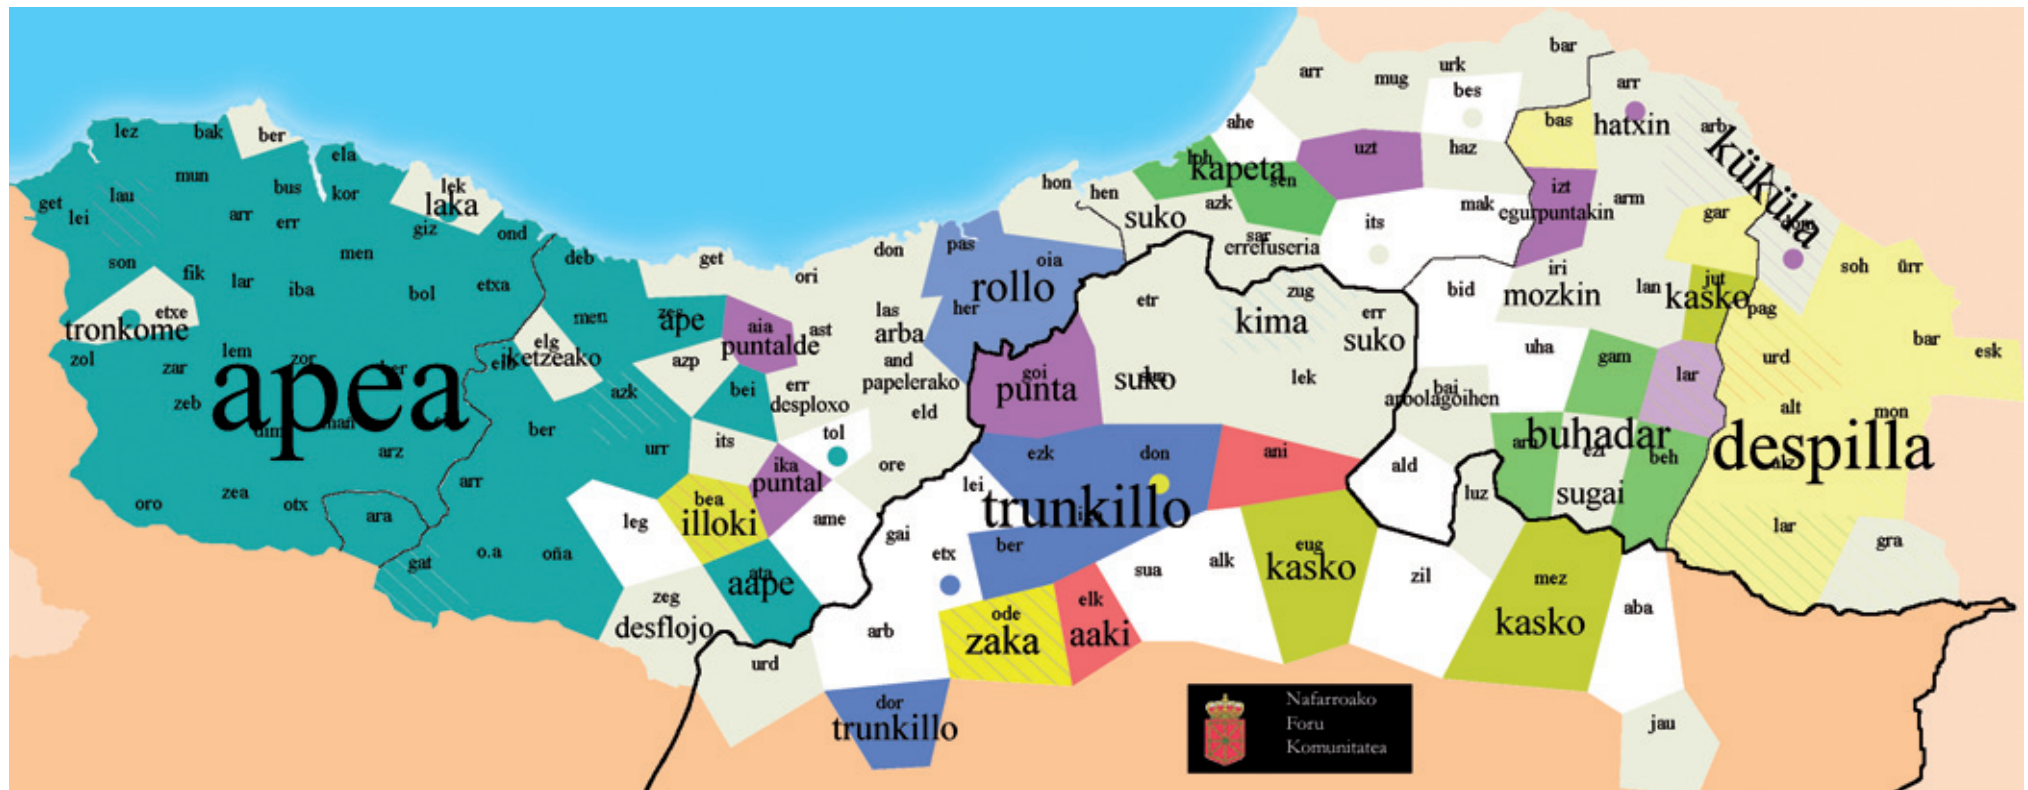 bar
arr
mug
urk
bes
arr
lez
bak
ber
ahe
bas
hatxin
arb
küküla
ela
uzt
haz
mun
bus
kor
lek
laka
kapeta
sen
izt
egurpuntakin
arm
get
lei
lau
arr
err
giz
ond
hon
hen
suko
azk
its
mak
gar
son
fik
men
deb
get
don
pas
oia
sar
errefuseria
lar
iba
bol
etxa
ori
rollo
her
etr
zug
kima
err
suko
bid
iri
mozkin
lan
jut
kasko
pag
soh
ürr
etxe
tronkome
men
ape
aia
puntalde
ast
las
arba
and
papelerako
elg
iketzeako
zol
zar
lem
zor
apea
zeb
azp
bei
azk
err
desploxo
eld
goi
punta
suko
lek
uha
gam
lar
urd
bar
esk
bai
arbolagoihen
alt
mon
despilla
arz
ber
urr
its
tol
ika
puntal
ore
ezk
don
ani
ald
buhadar
beh
sugai
oro
zea
otx
ara
arr
leg
bea
illoki
ame
lei
trunkillo
luz
lar
gra
gat
o.a
oña
aape
gai
etx
ber
sua
alk
eug
kasko
zil
mez
kasko
aba
zeg
desflojo
urd
arb
ode
zaka
elk
aaki
dor
trunkillo
jau
Nafarroako
Foru
Komunitatea